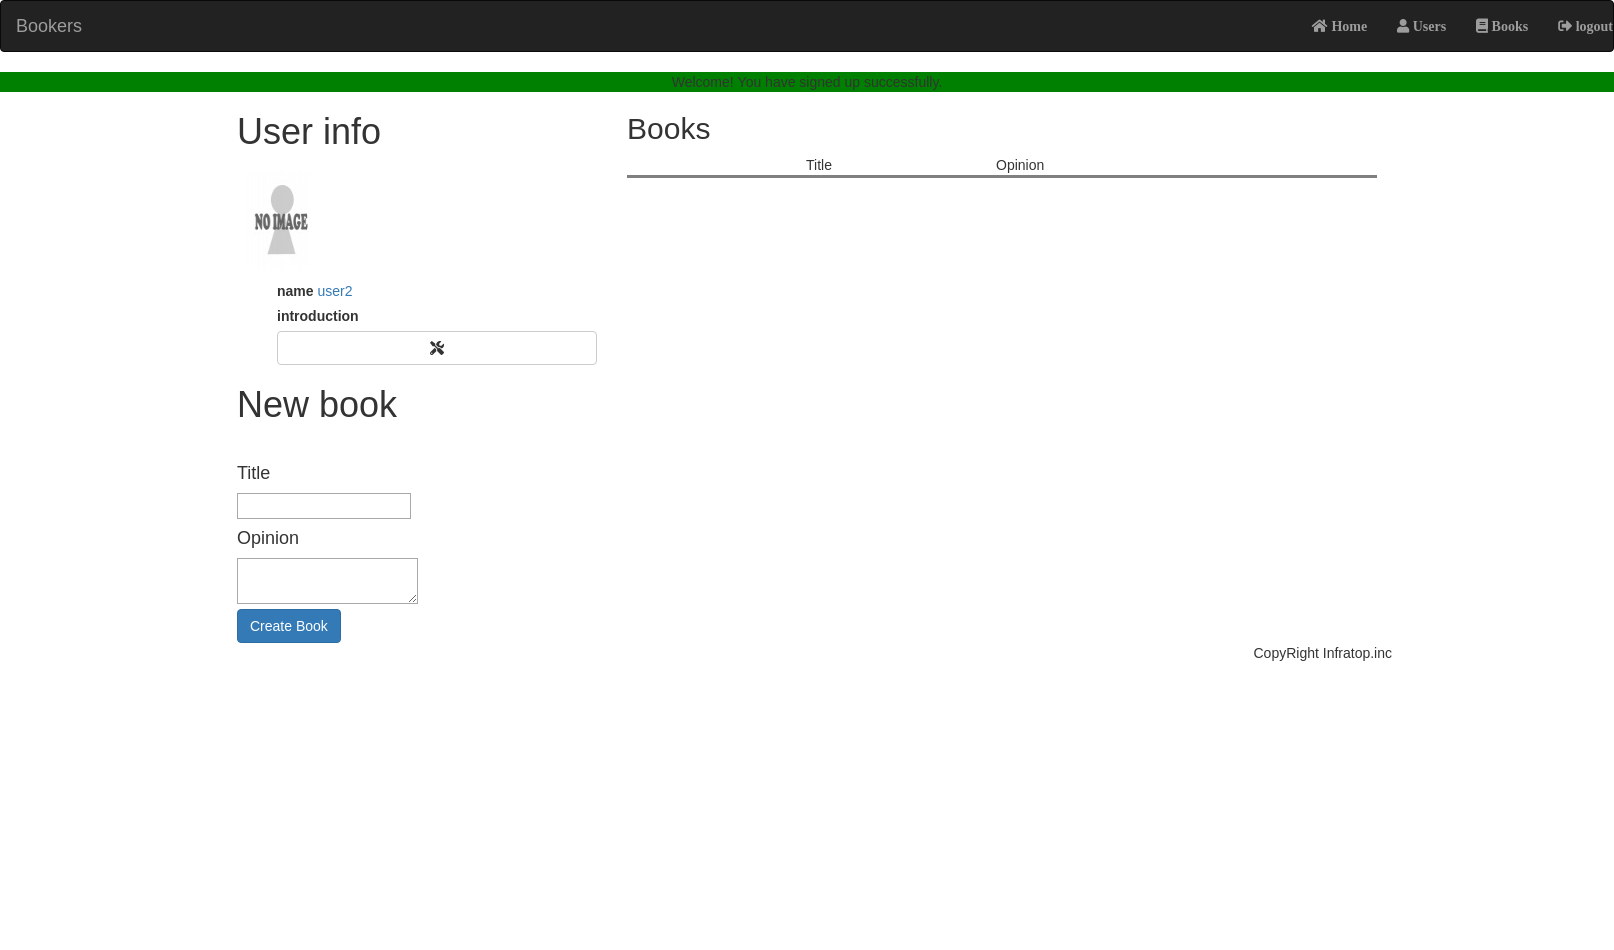 Bookers
Home Users Books logout
Welcome! You have signed up successfully.
User info
NO IMAGE
name user2
introduction
New book
Title
Opinion
Create Book
Books
Title Opinion
CopyRight Infratop.inc